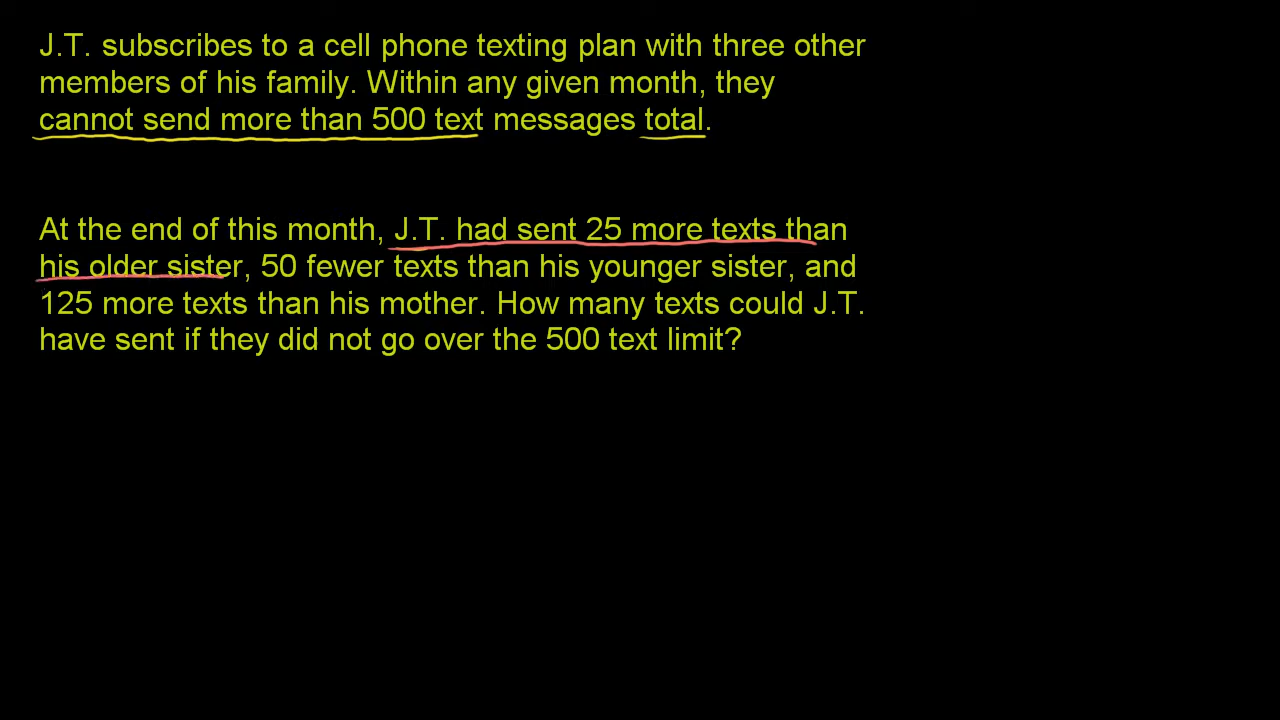 J.T. subscribes to a cell phone texting plan with three other
members of his family. Within any given month, they
cannot send more than 500 text messages total.
At the end of this month, J.T. had sent 25 more texts than
his older sister, 50 fewer texts than his younger sister, and
125 more texts than his mother. How many texts could J.T.
have sent if they did not go over the 500 text limit?